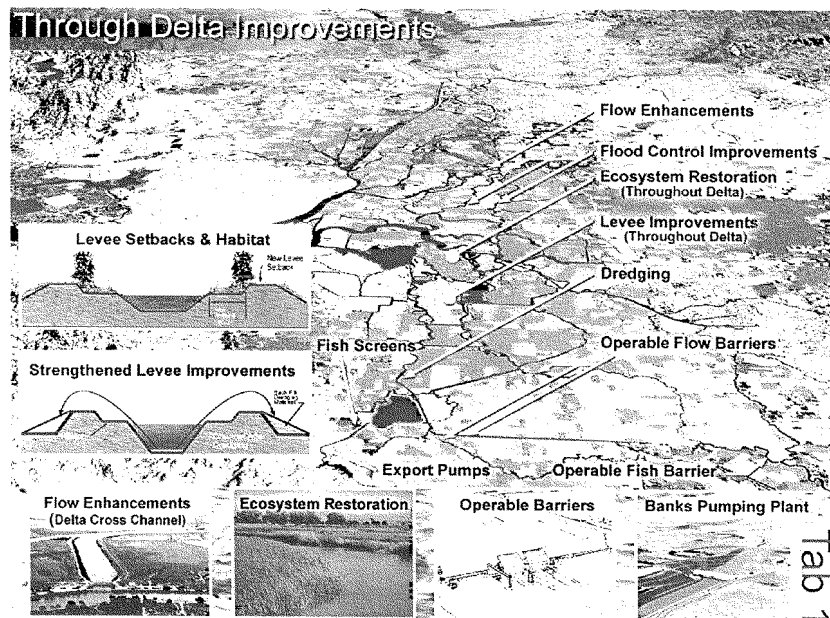 Through Delta Improvements
Flow Enhancements
Flood Control Improvements
Ecosystem Restoration
(Throughout Delta)
Levee Improvements
(Throughout Delta)
Dredging
Operable Flow Barriers
Levee Setbacks & Habitat
New Levee
Setback
Fish Screens
Strengthened Levee Improvements
Export Pumps
Operable Fish Barrier
Flow Enhancements
(Delta Cross Channel)
Ecosystem Restoration
Operable Barriers
Banks Pumping Plant
Tab 1